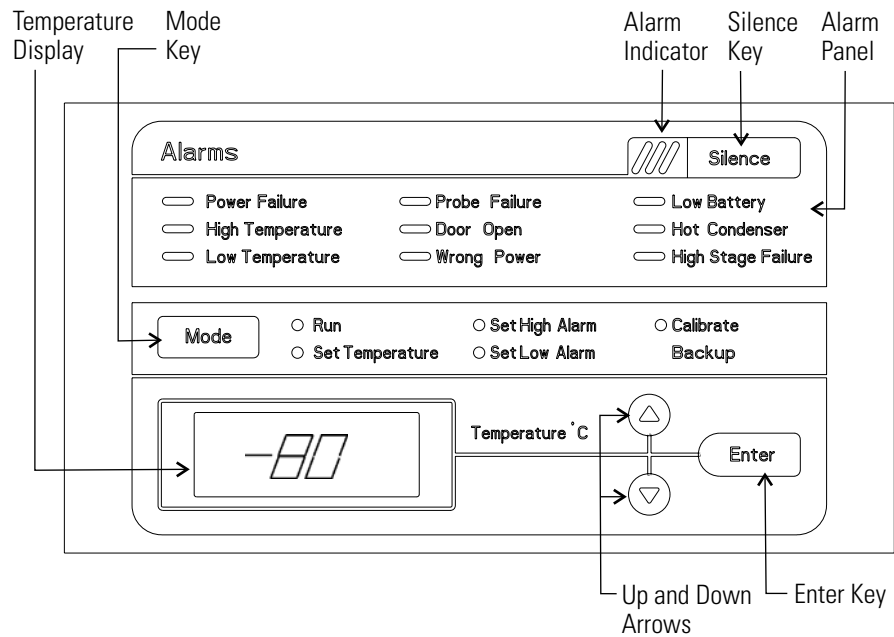 Temperature Display
Mode Key
Alarm Indicator
Silence Key
Alarm Panel
Alarms
Silence
Power Failure
Probe Failure
Low Battery
High Temperature
Door Open
Hot Condenser
Low Temperature
Wrong Power
High Stage Failure
Mode
Run
Set High Alarm
Calibrate
Set Temperature
Set Low Alarm
Backup
-80
Temperature °C
Enter
Up and Down Arrows
Enter Key